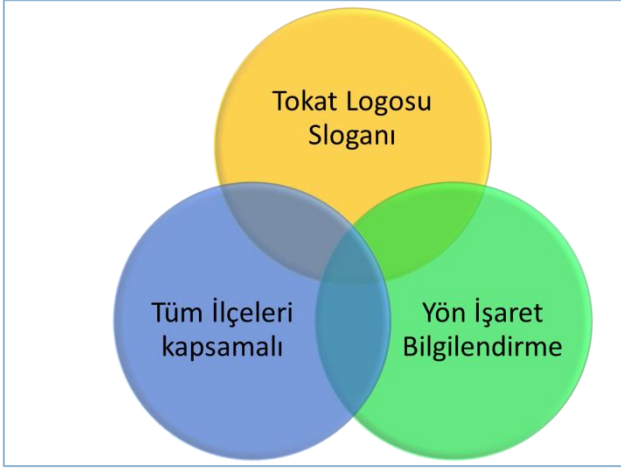 Tokat Logosu
Sloganı
Tüm İlçeleri
kapsamalı
Yön İşaret
Bilgilendirme